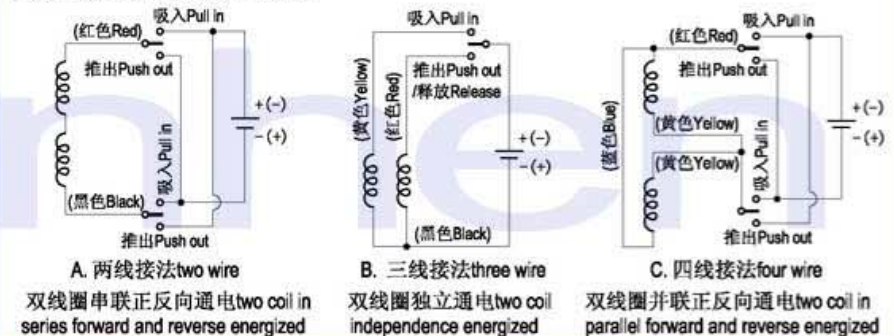 吸入Pull in
(红色Red)
推出Push out
+(-)
-(+)
吸入Pull in
(黑色Black)
推出Push out
A. 两线接法two wire
双线圈串联正反向通电two coil in
series forward and reverse energized
吸入Pull in
推出Push out
/释放Release
(黄色Yellow)
(红色Red)
+(-)
-(+)
(黑色Black)
B. 三线接法three wire
双线圈独立通电two coil
independence energized
吸入Pull in
(红色Red)
推出Push out
(蓝色Blue)
(黄色Yellow)
(黄色Yellow)
吸入Pull in
+(-)
-(+)
推出Push out
C. 四线接法four wire
双线圈并联正反向通电two coil in
parallel forward and reverse energized